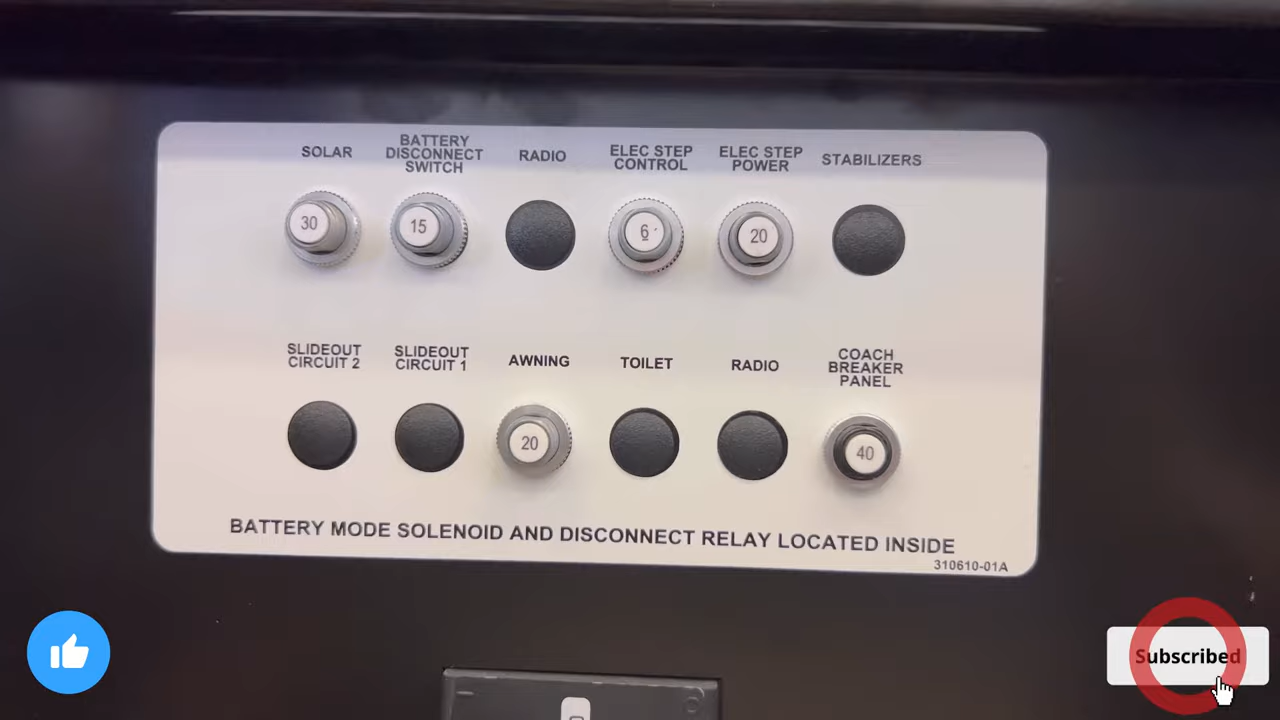 SOLAR
BATTERY
DISCONNECT
SWITCH
RADIO
ELEC STEP
CONTROL
ELEC STEP
POWER
STABILIZERS
30
15
6
20
SLIDEOUT
CIRCUIT 2
SLIDEOUT
CIRCUIT 1
AWNING
TOILET
RADIO
COACH
BREAKER
PANEL
20
40
BATTERY MODE SOLENOID AND DISCONNECT RELAY LOCATED INSIDE
310610-01A
Subscribed